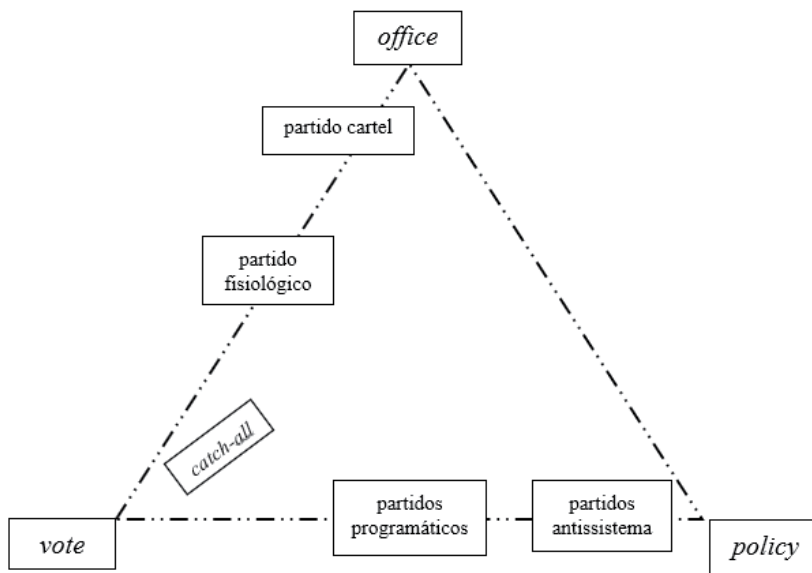 office
partido cartel
partido
fisiológico
catch-all
partidos
programáticos
partidos
antissistema
vote
policy